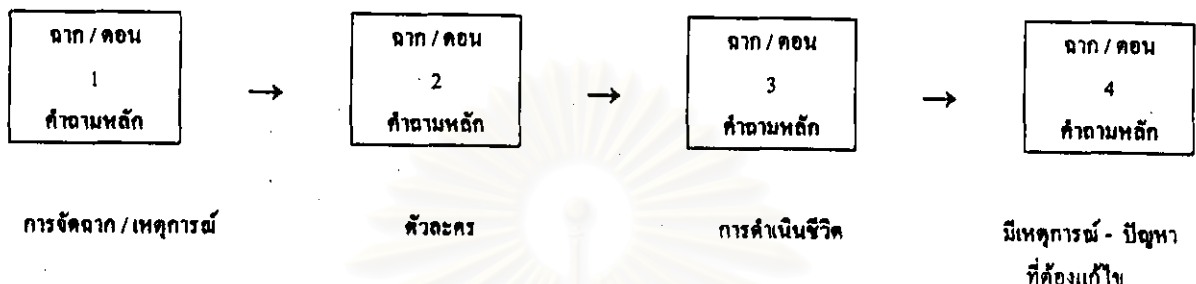 ฉาก / ตอน
1
คำถามหลัก
→
ฉาก / ตอน
2
คำถามหลัก
→
ฉาก / ตอน
3
คำถามหลัก
→
ฉาก / ตอน
4
คำถามหลัก
การจัดฉาก / เหตุการณ์
ตัวละคร
การดำเนินชีวิต
มีเหตุการณ์ - ปัญหา
ที่ต้องแก้ไข